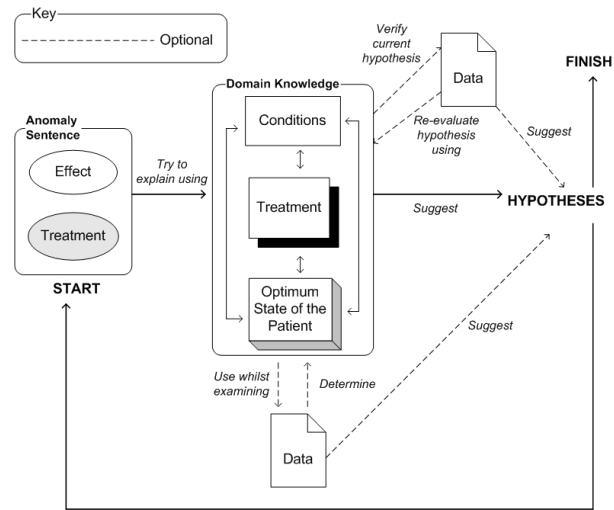 Key
Optional
Verify
current
hypothesis
Data
FINISH
Domain Knowledge
Anomaly
Sentence
Conditions
Re-evaluate
hypothesis
using
Suggest
Effect
Try to
explain using
Treatment
Suggest
HYPOTHESES
Treatment
START
Optimum
State of the
Patient
Suggest
Use whilst
examining
Determine
Data